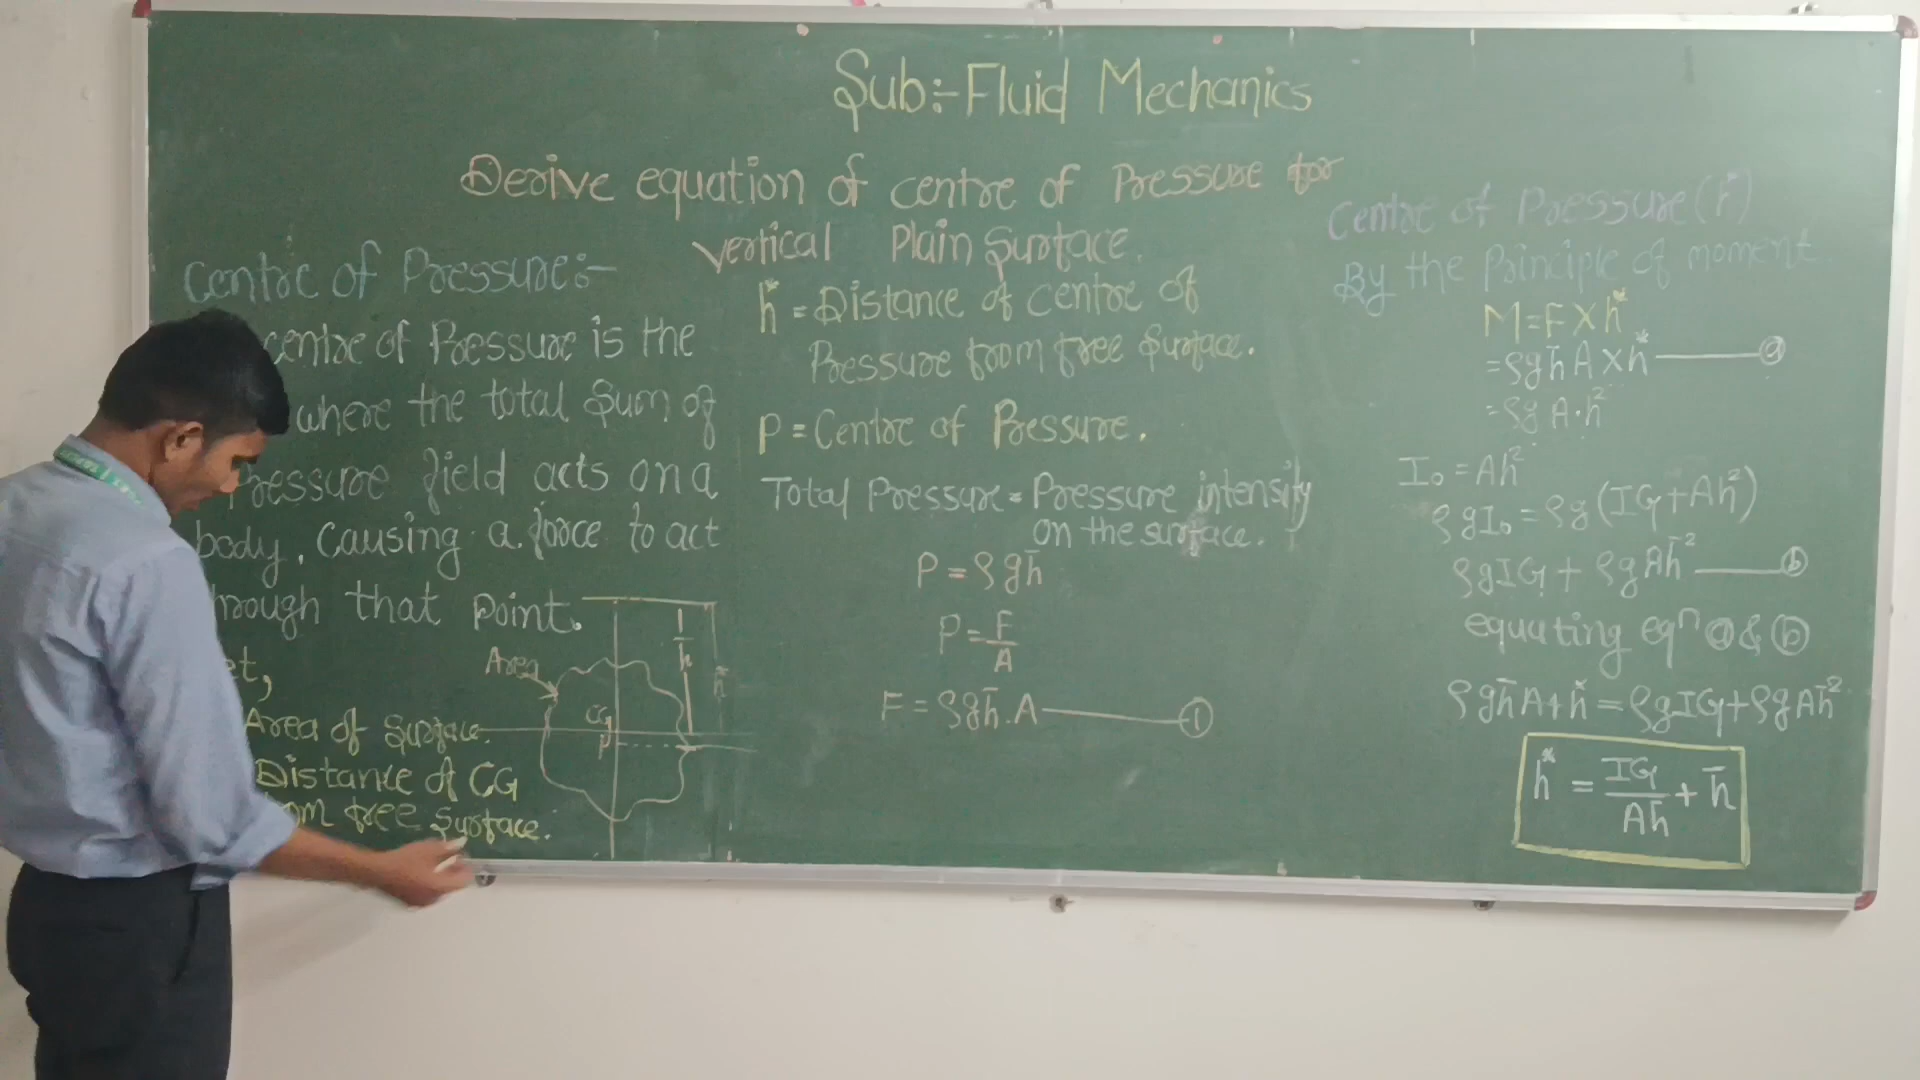 Sub:- Fluid Mechanics
Derive equation of centre of Pressure for
vertical Plain Surface.
Centre of Pressure:-
centre of Pressure is the
where the total Sum of
Pressure field acts on a
body, causing a force to act
through that Point.
Let,
Area of Surface.
Distance of CG
from free Surface.
Area
CG
P
h̄
h*
h* = Distance of Centre of
Pressure from free Surface.
P = Centre of Pressure.
Total Pressure = Pressure intensity
on the surface.
P = ρgh̄
P = F/A
F = ρgh̄.A ——— ①
Centre of Pressure (h*)
By the Principle of moment
M = F × h*
= ρgh̄A × h* ——— ⓐ
= ρgA·h²
I₀ = Ah²
ρgI₀ = ρg(IG + Ah̄²)
ρgIG + ρgAh̄² ——— ⓑ
equating eqⁿ ⓐ & ⓑ
ρgh̄A+h* = ρgIG + ρgAh̄²
h* = IG/Ah̄ + h̄